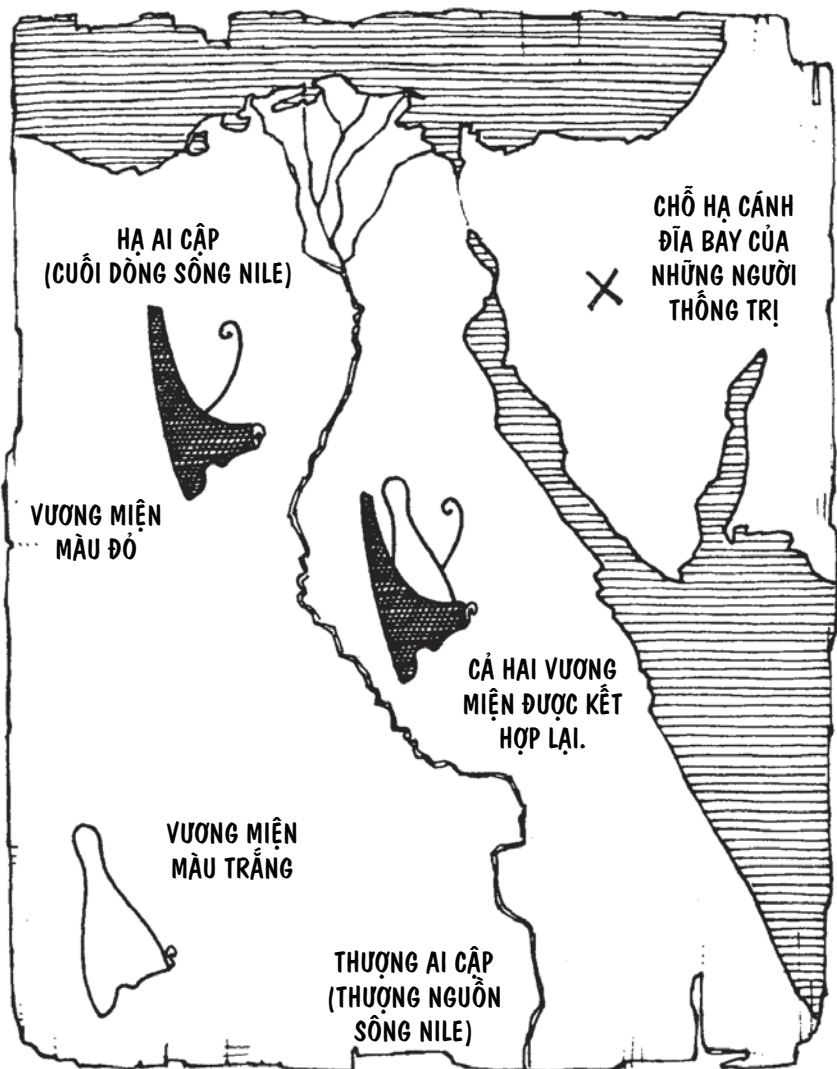 HẠ AI CẬP
(CUỐI DÒNG SÔNG NILE)
CHỖ HẠ CÁNH
ĐĨA BAY CỦA
NHỮNG NGƯỜI
THỐNG TRỊ
VƯƠNG MIỆN
MÀU ĐỎ
CẢ HAI VƯƠNG
MIỆN ĐƯỢC KẾT
HỢP LẠI.
VƯƠNG MIỆN
MÀU TRẮNG
THƯỢNG AI CẬP
(THƯỢNG NGUỒN
SÔNG NILE)